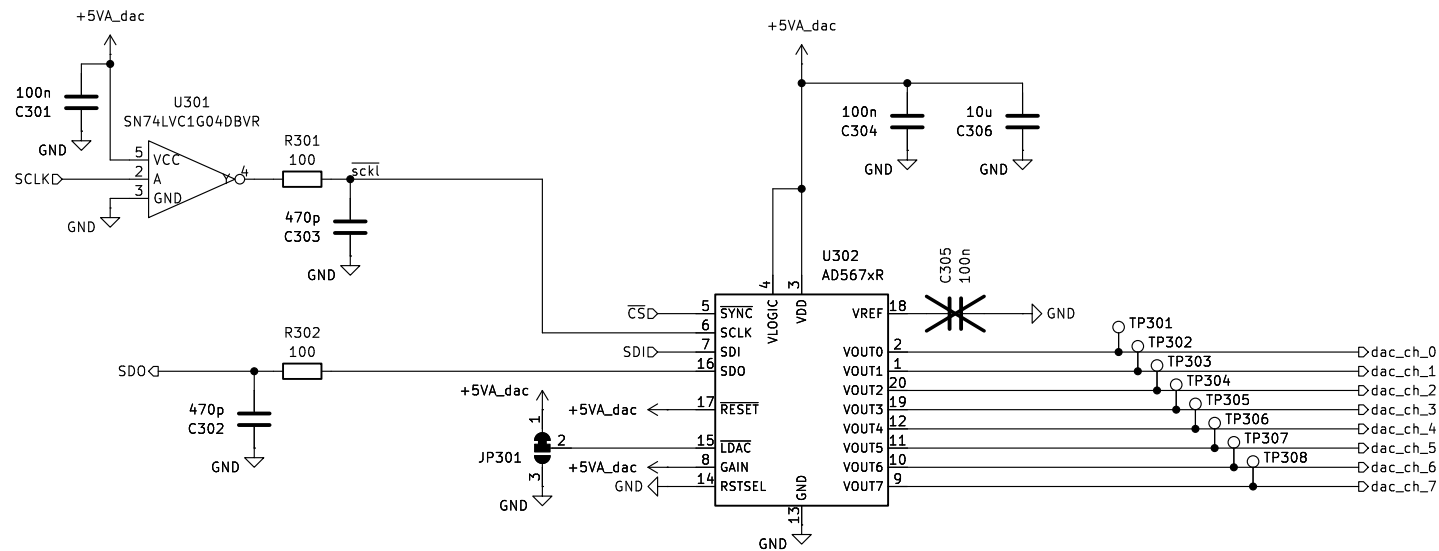 +5VA_dac
100n
C301
GND
U301
SN74LVC1G04DBVR
5
VCC
SCLK
2
A
3
GND
GND
Y
4
R301
100
sckl
470p
C303
GND
R302
100
SDO
470p
C302
GND
+5VA_dac
100n
C304
GND
10u
C306
GND
U302
AD567xR
4
3
VLOGIC
VDD
C305
100n
CS
5
SYNC
VREF
18
GND
6
SCLK
SDI
7
SDI
16
SDO
+5VA_dac
17
RESET
+5VA_dac
1
2
JP301
3
GND
15
LDAC
+5VA_dac
8
GAIN
GND
14
RSTSEL
GND
13
GND
VOUT0
2
TP301
dac_ch_0
VOUT1
1
TP302
dac_ch_1
VOUT2
20
TP303
dac_ch_2
VOUT3
19
TP304
dac_ch_3
VOUT4
12
TP305
dac_ch_4
VOUT5
11
TP306
dac_ch_5
VOUT6
10
TP307
dac_ch_6
VOUT7
9
TP308
dac_ch_7